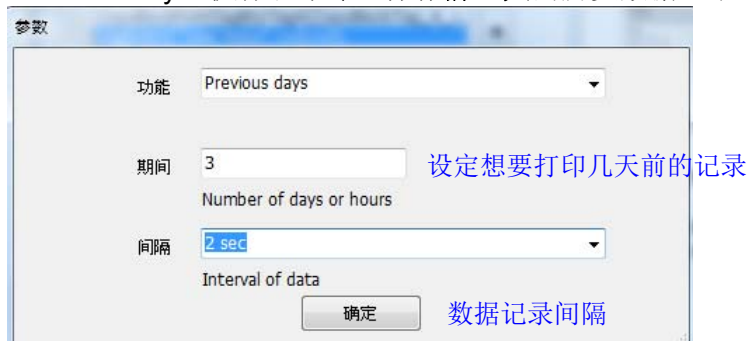 参数
功能 Previous days
期间 3 设定想要打印几天前的记录
Number of days or hours
间隔 2 sec
Interval of data
确定 数据记录间隔